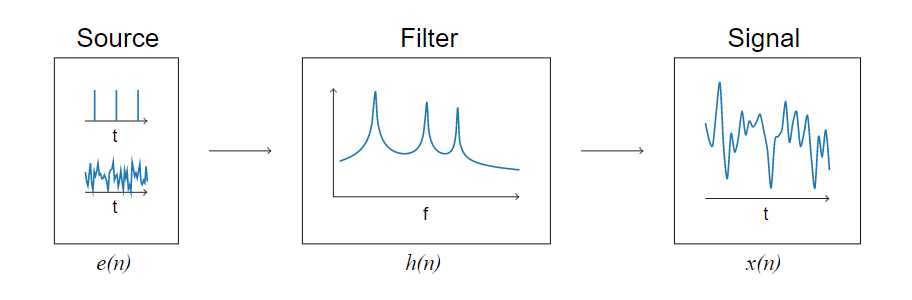 Source
Filter
Signal
t
t
f
t
e(n)
h(n)
x(n)